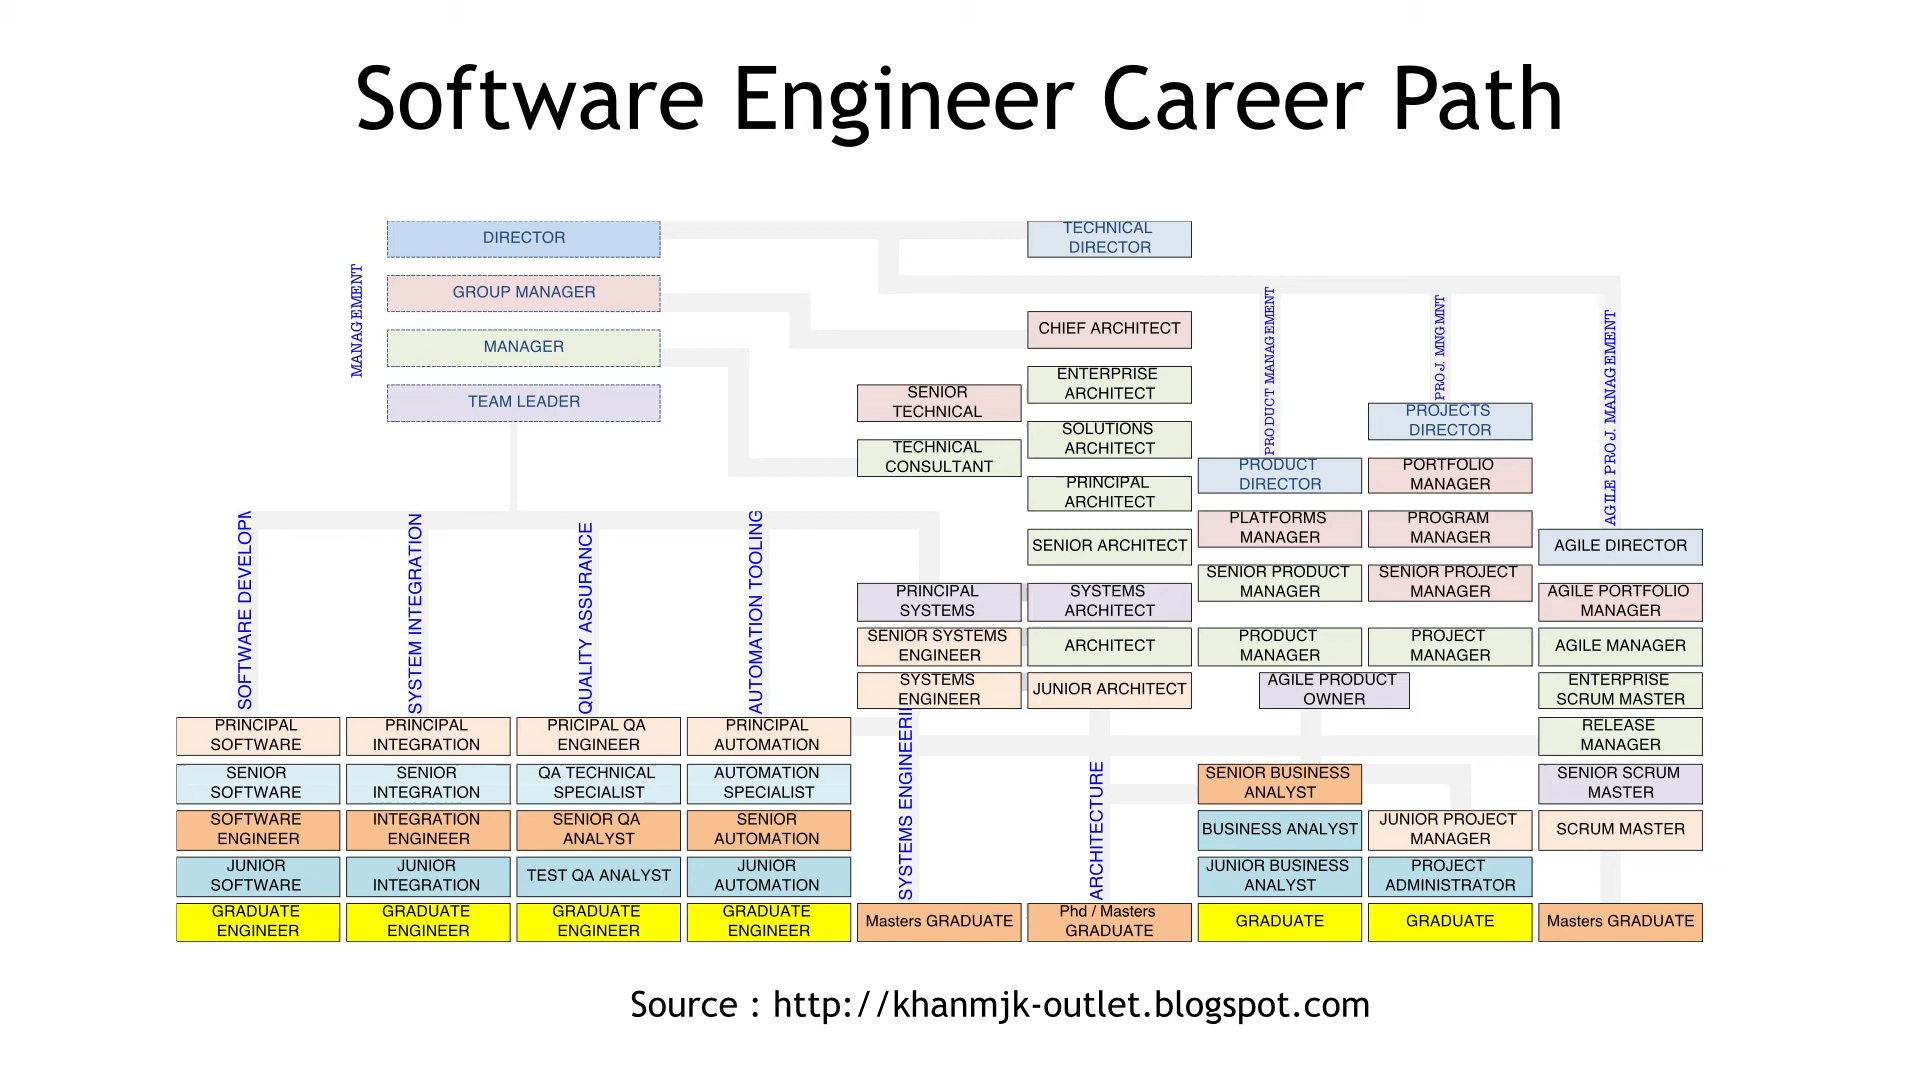 Software Engineer Career Path
MANAGEMENT
DIRECTOR
GROUP MANAGER
MANAGER
TEAM LEADER
TECHNICAL
DIRECTOR
CHIEF ARCHITECT
ENTERPRISE
ARCHITECT
SOLUTIONS
ARCHITECT
PRINCIPAL
ARCHITECT
SENIOR ARCHITECT
SYSTEMS
ARCHITECT
ARCHITECT
JUNIOR ARCHITECT
ARCHITECTURE
Phd / Masters
GRADUATE
SENIOR
TECHNICAL
TECHNICAL
CONSULTANT
PRINCIPAL
SYSTEMS
SENIOR SYSTEMS
ENGINEER
SYSTEMS
ENGINEER
SYSTEMS ENGINEERI
Masters GRADUATE
PRODUCT MANAGEMENT
PRODUCT
DIRECTOR
PLATFORMS
MANAGER
SENIOR PRODUCT
MANAGER
PRODUCT
MANAGER
AGILE PRODUCT
OWNER
SENIOR BUSINESS
ANALYST
BUSINESS ANALYST
JUNIOR BUSINESS
ANALYST
GRADUATE
PROJ. MNGMNT
PROJECTS
DIRECTOR
PORTFOLIO
MANAGER
PROGRAM
MANAGER
SENIOR PROJECT
MANAGER
PROJECT
MANAGER
JUNIOR PROJECT
MANAGER
PROJECT
ADMINISTRATOR
GRADUATE
AGILE PROJ. MANAGEMENT
AGILE DIRECTOR
AGILE PORTFOLIO
MANAGER
AGILE MANAGER
ENTERPRISE
SCRUM MASTER
RELEASE
MANAGER
SENIOR SCRUM
MASTER
SCRUM MASTER
Masters GRADUATE
SOFTWARE DEVELOPM
PRINCIPAL
SOFTWARE
SENIOR
SOFTWARE
SOFTWARE
ENGINEER
JUNIOR
SOFTWARE
GRADUATE
ENGINEER
SYSTEM INTEGRATION
PRINCIPAL
INTEGRATION
SENIOR
INTEGRATION
INTEGRATION
ENGINEER
JUNIOR
INTEGRATION
GRADUATE
ENGINEER
QUALITY ASSURANCE
PRICIPAL QA
ENGINEER
QA TECHNICAL
SPECIALIST
SENIOR QA
ANALYST
TEST QA ANALYST
GRADUATE
ENGINEER
AUTOMATION TOOLING
PRINCIPAL
AUTOMATION
AUTOMATION
SPECIALIST
SENIOR
AUTOMATION
JUNIOR
AUTOMATION
GRADUATE
ENGINEER
Source : http://khanmjk-outlet.blogspot.com